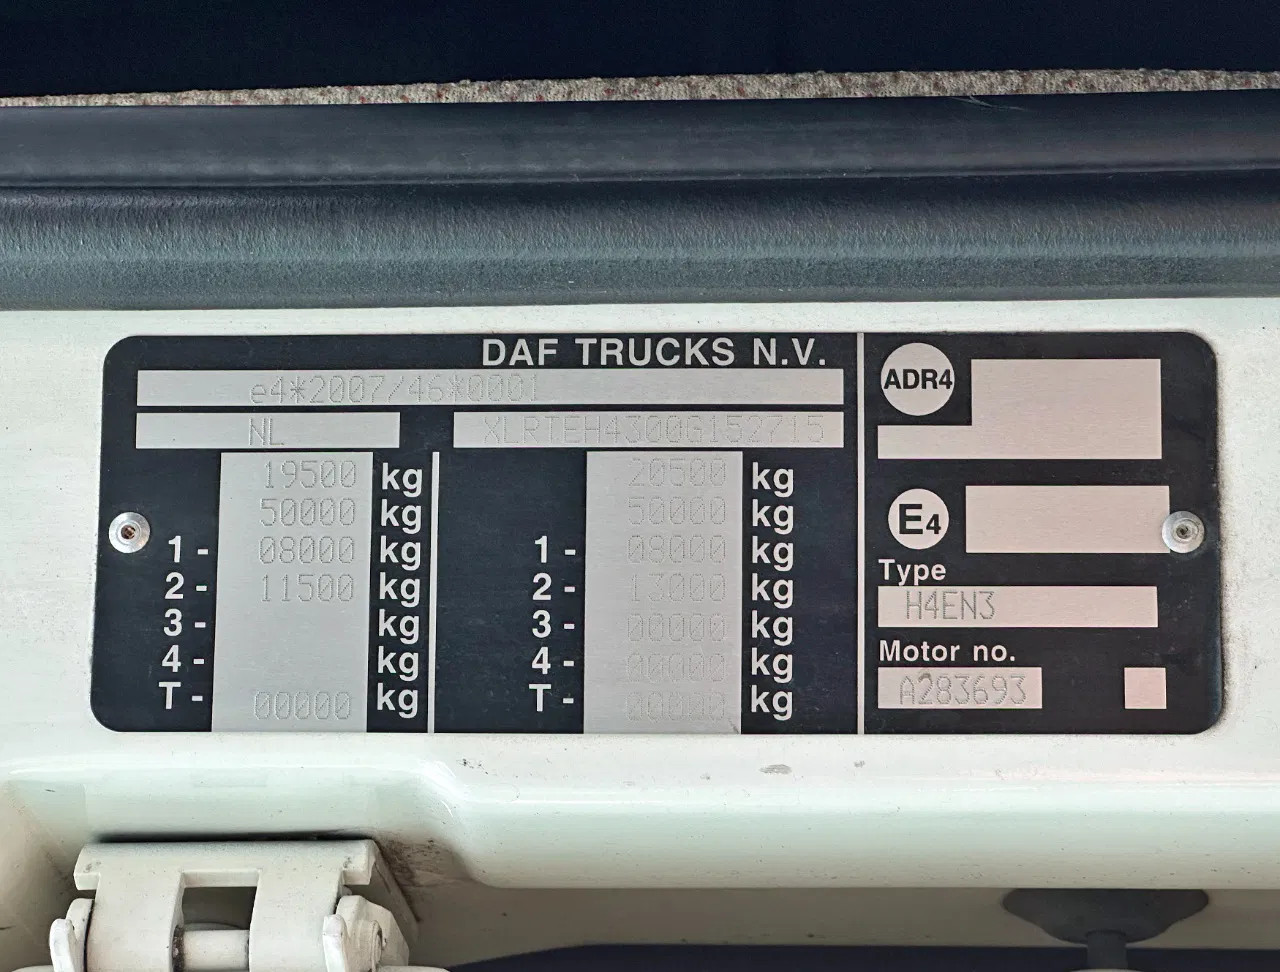 DAF TRUCKS N.V.
e4*2007/46*0001
NL XLRTEH4300G152715
19500 kg 20500 kg
50000 kg 50000 kg
1 - 08000 kg 1 - 08000 kg
2 - 11500 kg 2 - 13000 kg
3 - kg 3 - 00000 kg
4 - kg 4 - 00000 kg
T - 00000 kg T - 00000 kg
ADR4
E4
Type
H4EN3
Motor no.
A283693